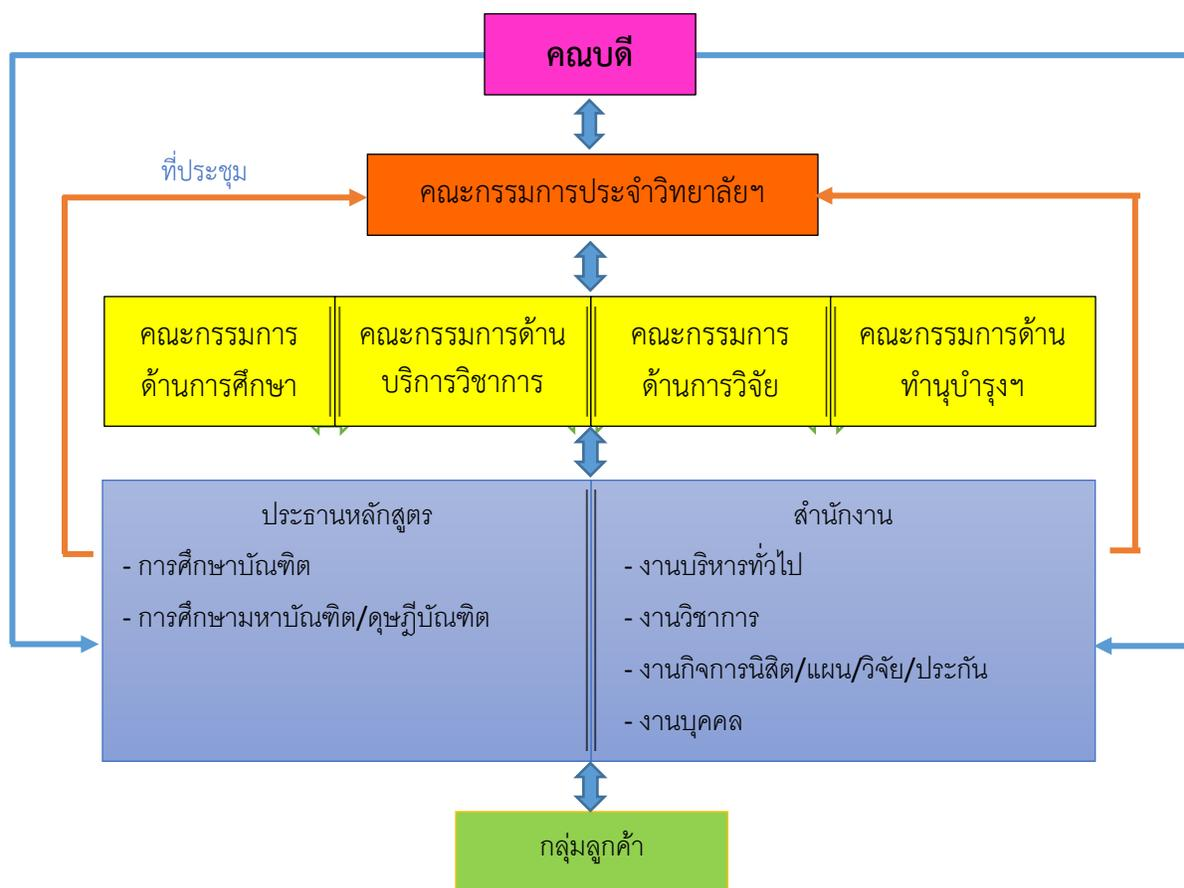 คณบดี
ที่ประชุม
คณะกรรมการประจำวิทยาลัยฯ
คณะกรรมการ
ด้านการศึกษา
คณะกรรมการด้าน
บริการวิชาการ
คณะกรรมการ
ด้านการวิจัย
คณะกรรมการด้าน
ทำนุบำรุงฯ
ประธานหลักสูตร
- การศึกษาบัณฑิต
- การศึกษามหาบัณฑิต/ดุษฎีบัณฑิต
สำนักงาน
- งานบริหารทั่วไป
- งานวิชาการ
- งานกิจการนิสิต/แผน/วิจัย/ประกัน
- งานบุคคล
กลุ่มลูกค้า